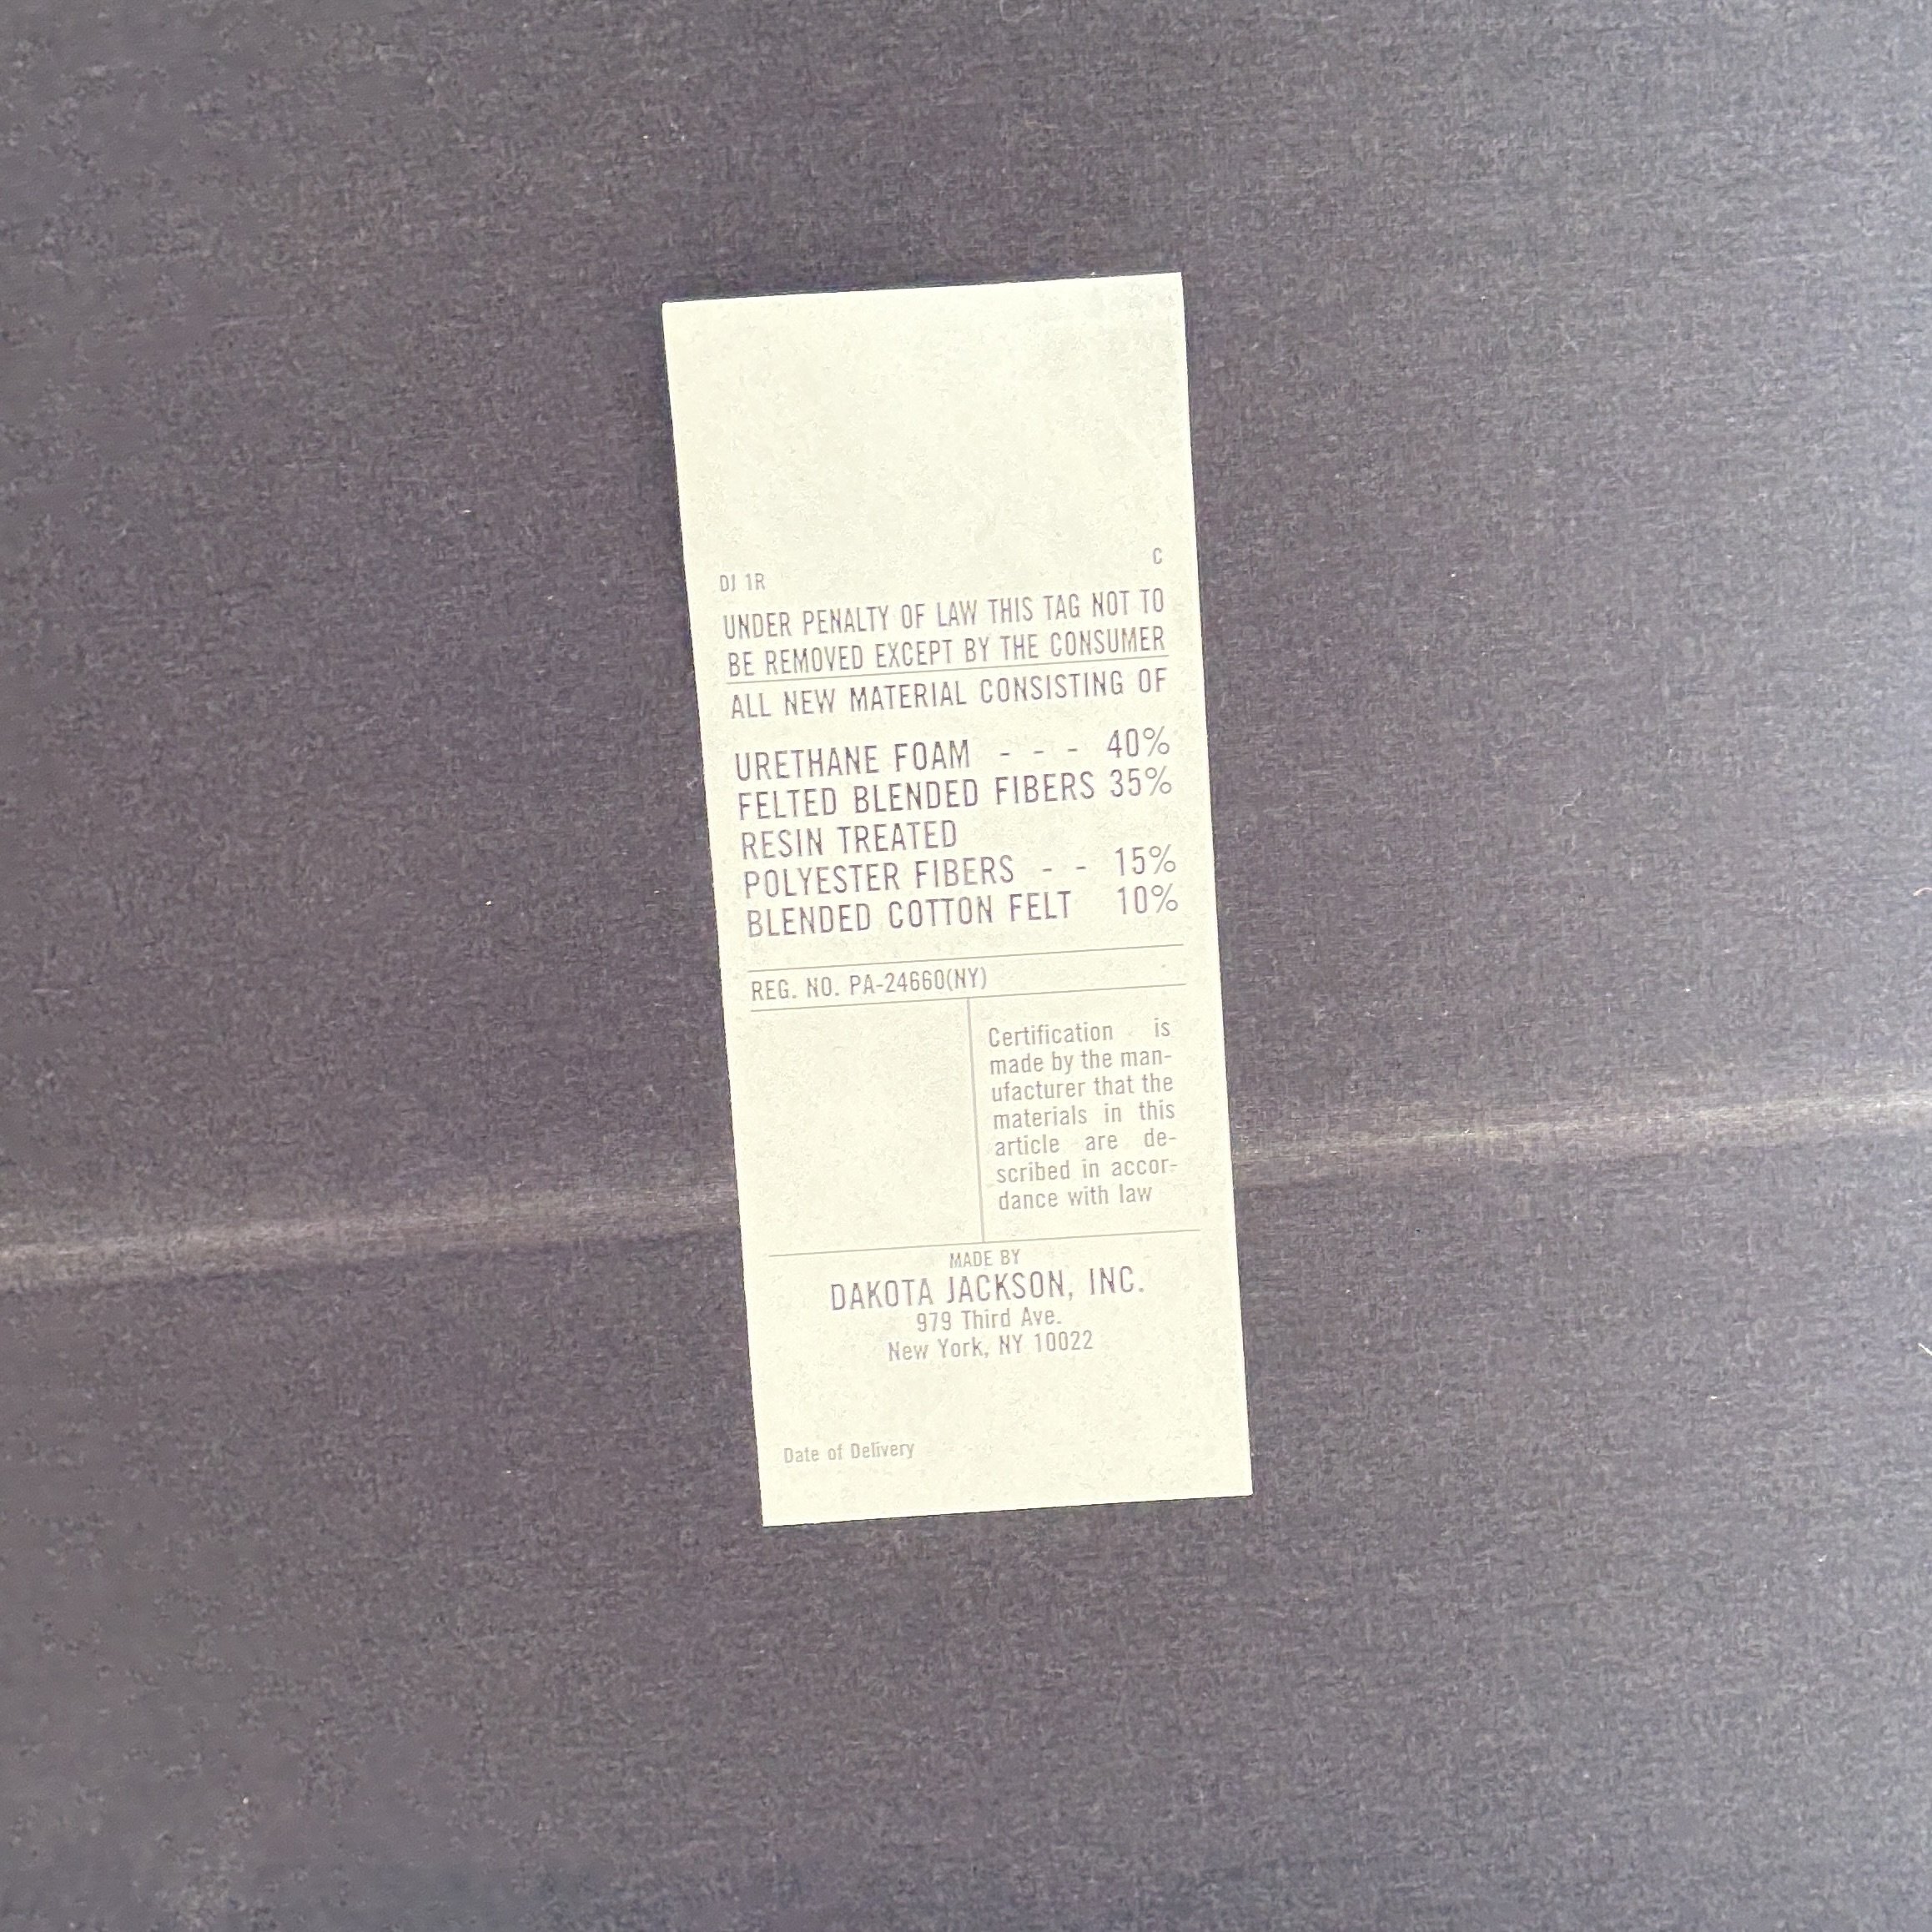 DJ 1R C
UNDER PENALTY OF LAW THIS TAG NOT TO
BE REMOVED EXCEPT BY THE CONSUMER
ALL NEW MATERIAL CONSISTING OF
URETHANE FOAM - - - 40%
FELTED BLENDED FIBERS 35%
RESIN TREATED
POLYESTER FIBERS - - 15%
BLENDED COTTON FELT 10%
REG. NO. PA-24660(NY)
Certification is
made by the man-
ufacturer that the
materials in this
article are de-
scribed in accor-
dance with law
MADE BY
DAKOTA JACKSON, INC.
979 Third Ave.
New York, NY 10022
Date of Delivery